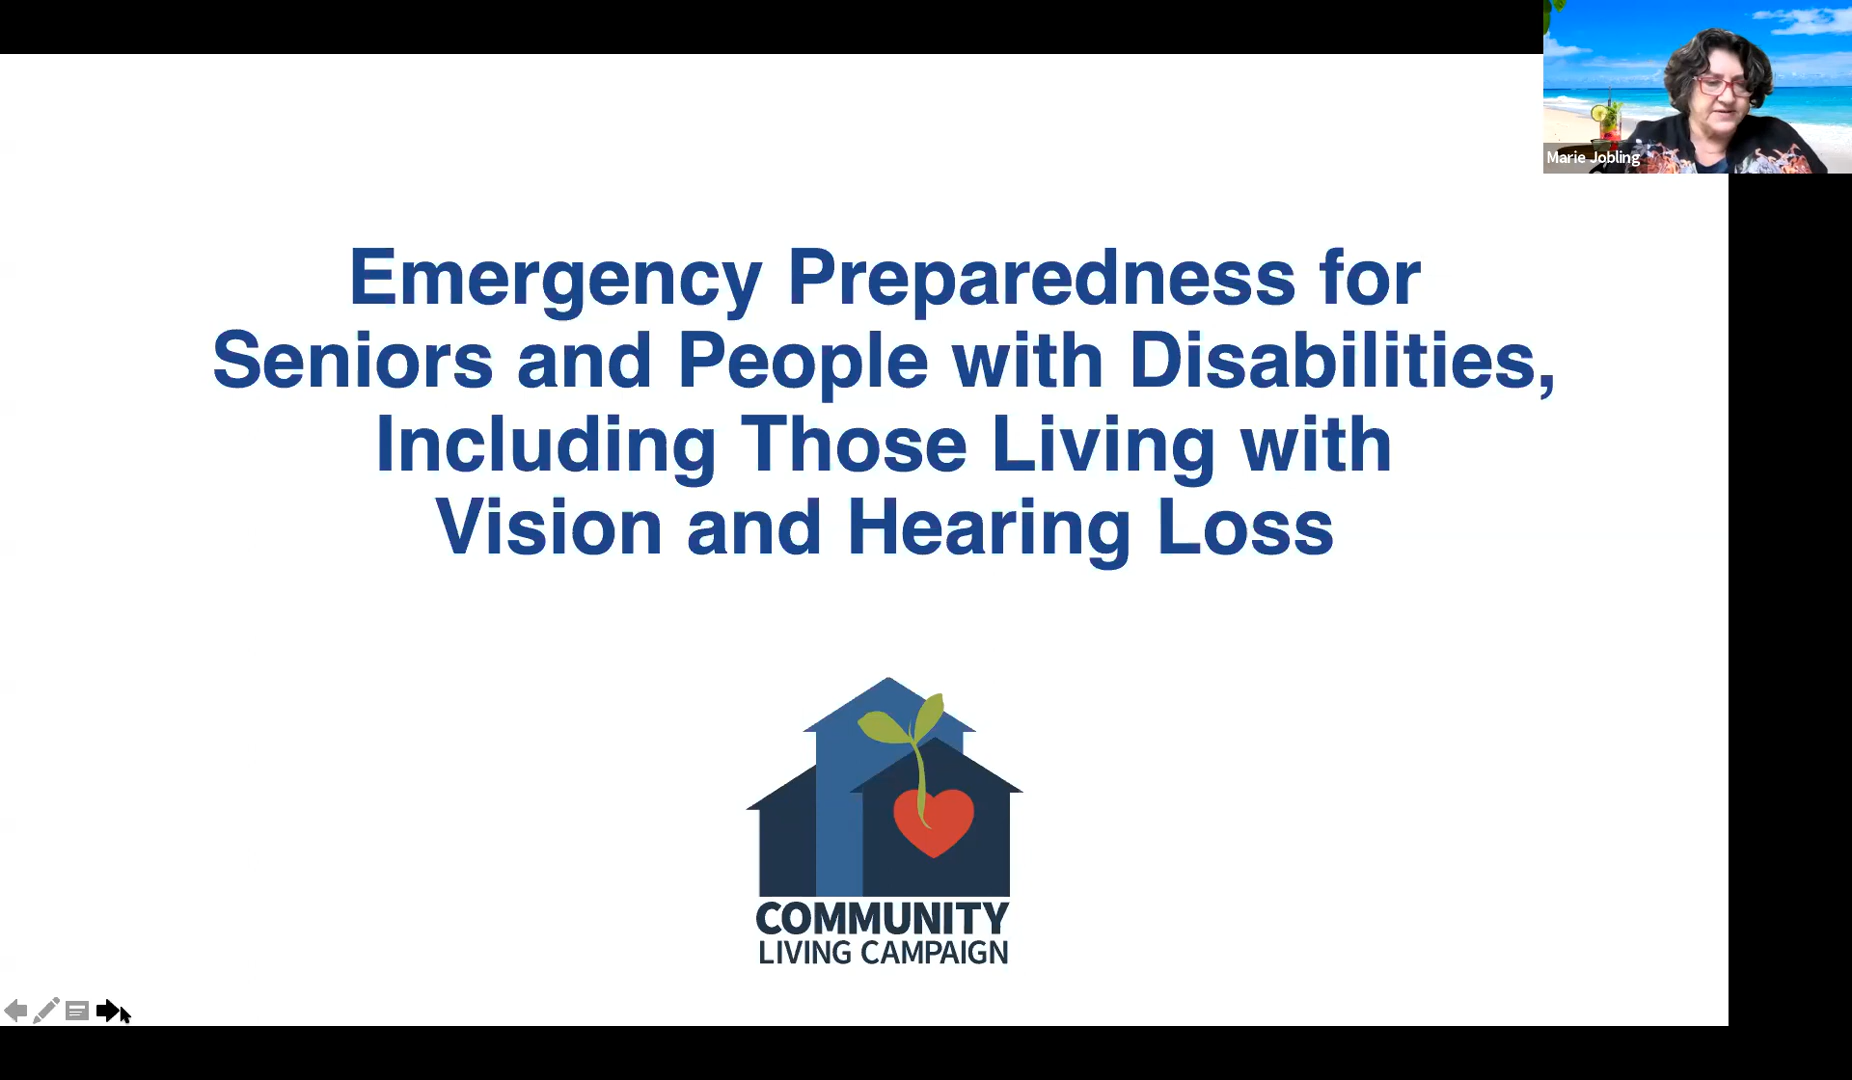 Marie Jobling
Emergency Preparedness for
Seniors and People with Disabilities,
Including Those Living with
Vision and Hearing Loss
COMMUNITY
LIVING CAMPAIGN